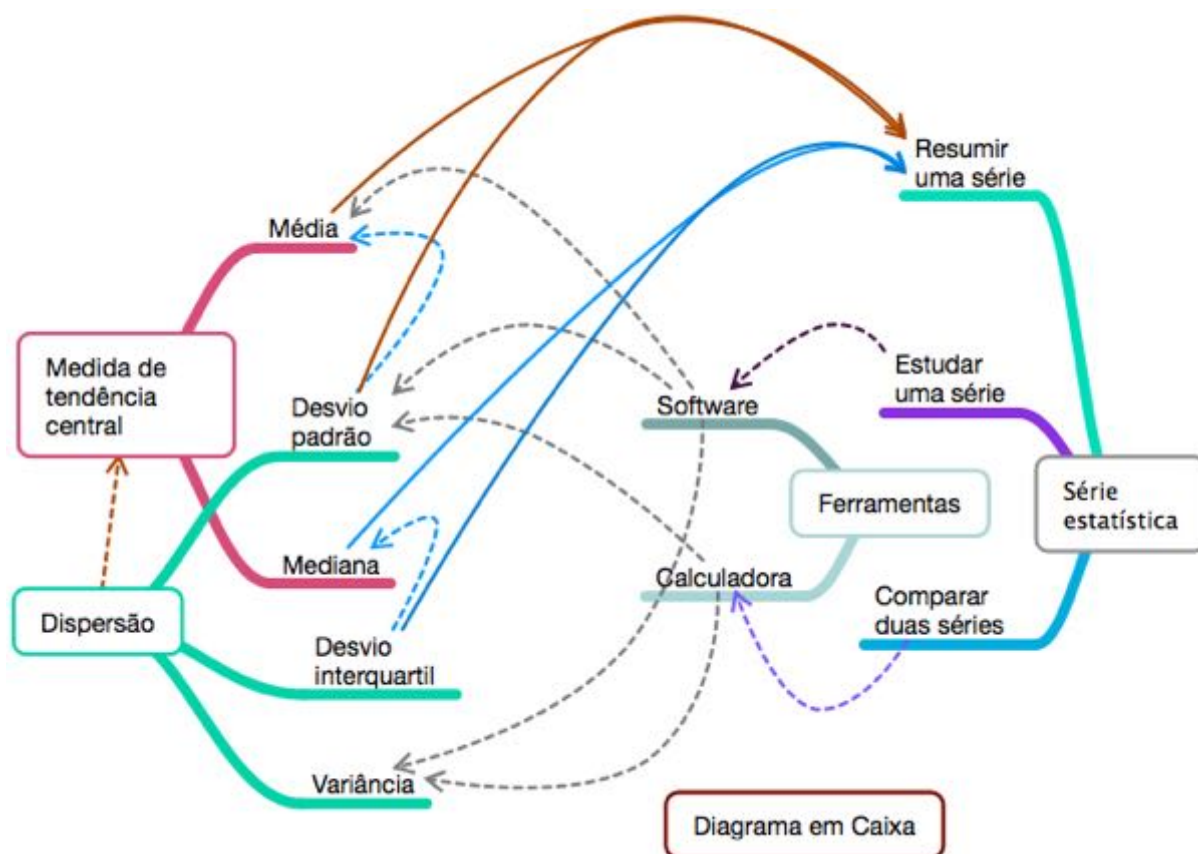 Resumir
uma série
Média
Medida de
tendência
central
Estudar
uma série
Desvio
padrão
Software
Série
estatística
Ferramentas
Mediana
Calculadora
Comparar
duas séries
Dispersão
Desvio
interquartil
Variância
Diagrama em Caixa